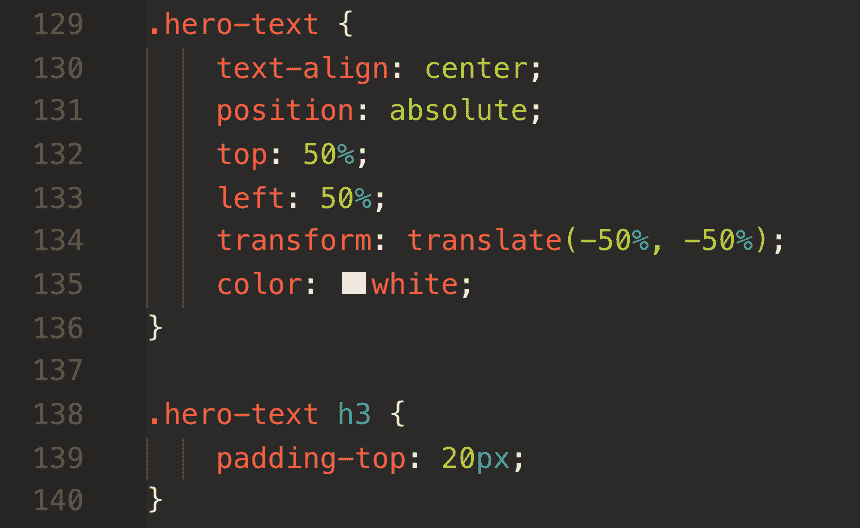 129 .hero-text {
130 text-align: center;
131 position: absolute;
132 top: 50%;
133 left: 50%;
134 transform: translate(-50%, -50%);
135 color: white;
136 }
137
138 .hero-text h3 {
139 padding-top: 20px;
140 }